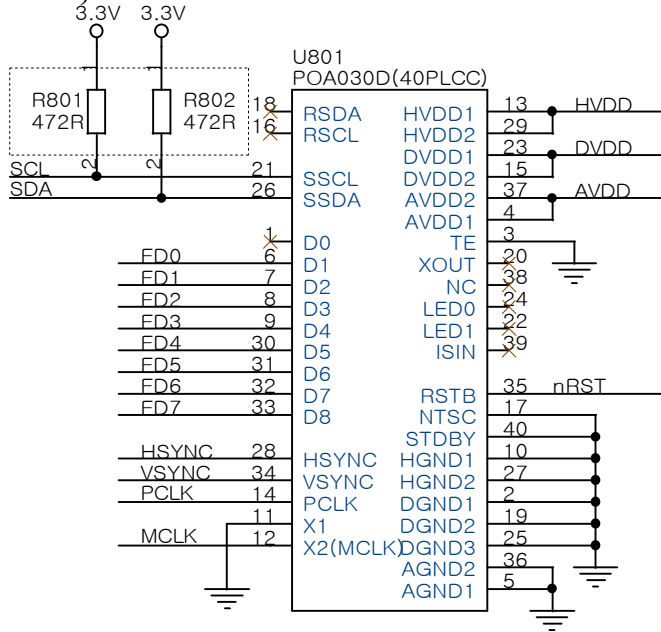 3.3V 3.3V
U801
POA030D(40PLCC)
1 1
R801 R802
472R 472R
2 2
18 RSDA HVDD1 13 HVDD
16 RSCL HVDD2 29
DVDD1 23 DVDD
SCL 21 SSCL DVDD2 15
SDA 26 SSDA AVDD2 37 AVDD
AVDD1 4
1 D0 TE 3
FD0 6 D1 XOUT 20
FD1 7 D2 NC 38
FD2 8 D3 LED0 24
FD3 9 D4 LED1 22
FD4 30 D5 ISIN 39
FD5 31 D6
FD6 32 D7 RSTB 35 nRST
FD7 33 D8 NTSC 17
STDBY 40
HSYNC 28 HSYNC HGND1 10
VSYNC 34 VSYNC HGND2 27
PCLK 14 PCLK DGND1 2
11 X1 DGND2 19
MCLK 12 X2(MCLK) DGND3 25
AGND2 36
AGND1 5